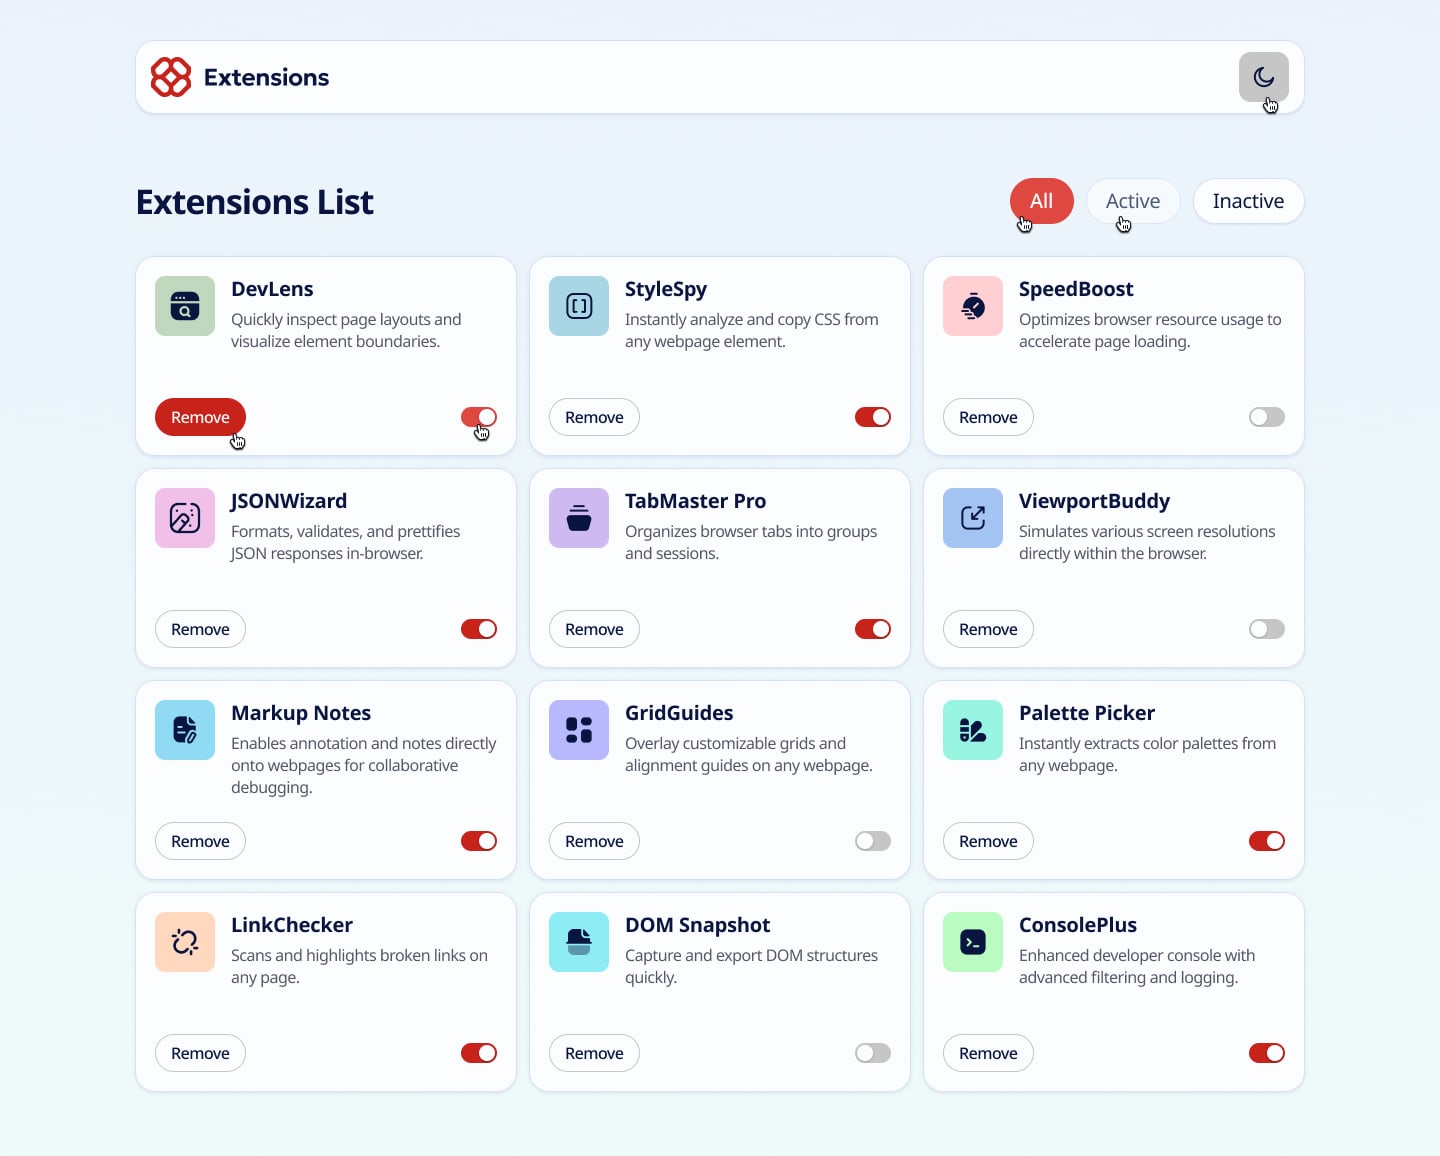 Extensions
Extensions List
All
Active
Inactive
DevLens
Quickly inspect page layouts and
visualize element boundaries.
Remove
StyleSpy
Instantly analyze and copy CSS from
any webpage element.
Remove
SpeedBoost
Optimizes browser resource usage to
accelerate page loading.
Remove
JSONWizard
Formats, validates, and prettifies
JSON responses in-browser.
Remove
TabMaster Pro
Organizes browser tabs into groups
and sessions.
Remove
ViewportBuddy
Simulates various screen resolutions
directly within the browser.
Remove
Markup Notes
Enables annotation and notes directly
onto webpages for collaborative
debugging.
Remove
GridGuides
Overlay customizable grids and
alignment guides on any webpage.
Remove
Palette Picker
Instantly extracts color palettes from
any webpage.
Remove
LinkChecker
Scans and highlights broken links on
any page.
Remove
DOM Snapshot
Capture and export DOM structures
quickly.
Remove
ConsolePlus
Enhanced developer console with
advanced filtering and logging.
Remove